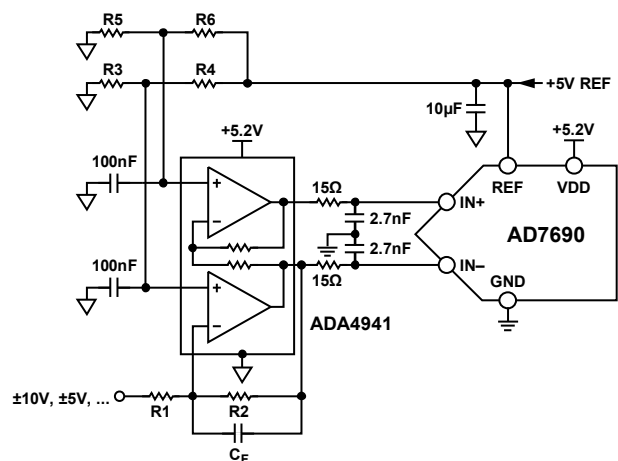 R5
R6
R3
R4
+5V REF
10µF
+5.2V
+5.2V
100nF
REF
VDD
15Ω
IN+
2.7nF
AD7690
2.7nF
IN–
15Ω
GND
100nF
ADA4941
±10V, ±5V, ...
R1
R2
CF
+
–
+
–